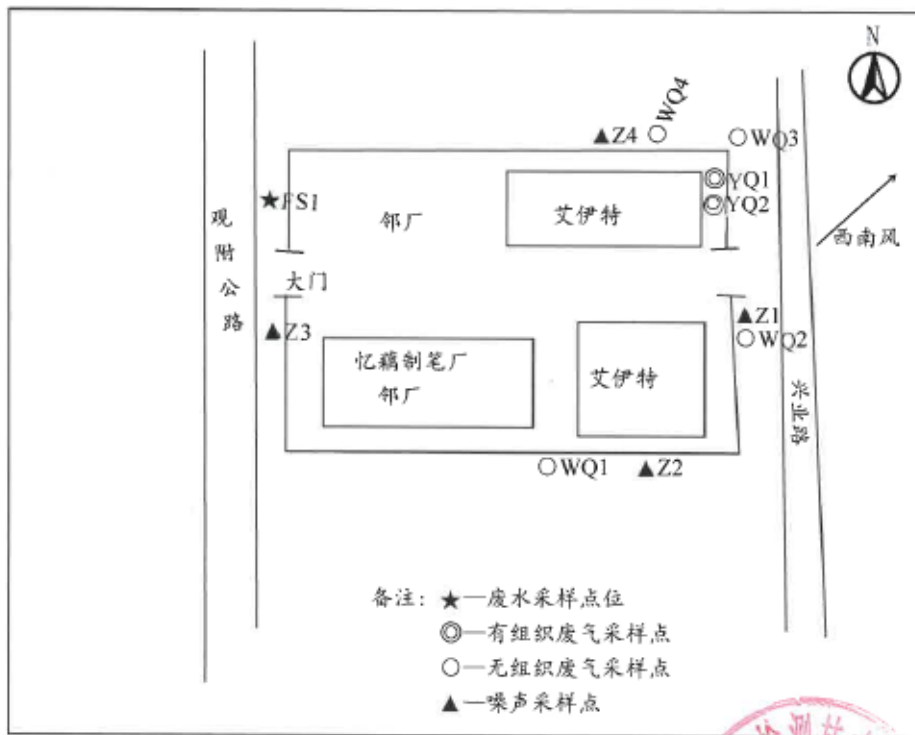 N
WQ4
▲Z4
WQ3
YQ1
YQ2
★FS1
观附公路
邻厂
艾伊特
西南风
大门
▲Z1
WQ2
▲Z3
忆藕制笔厂
邻厂
艾伊特
兴业路
WQ1
▲Z2
备注：★—废水采样点位
◎—有组织废气采样点
○—无组织废气采样点
▲—噪声采样点